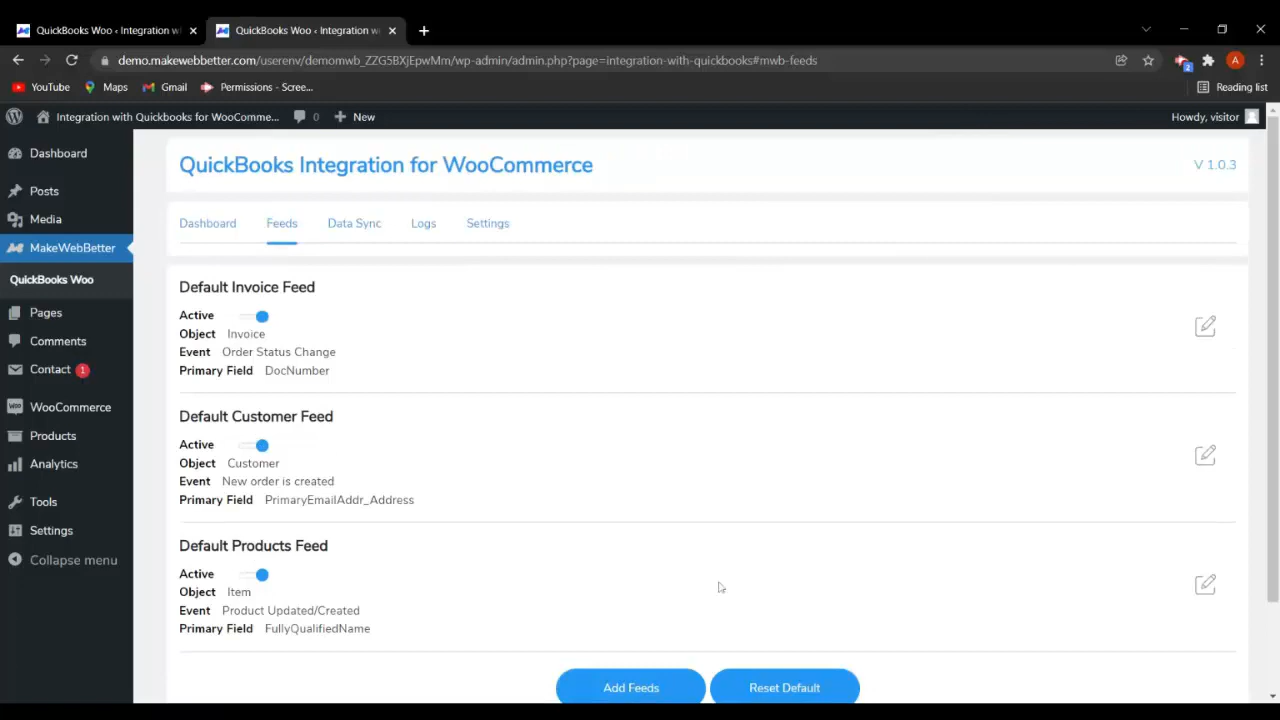 QuickBooks Woo ‹ Integration wi
QuickBooks Woo ‹ Integration wi
demo.makewebbetter.com/userenv/demomwb_ZZG5BXjEpwMm/wp-admin/admin.php?page=integration-with-quickbooks#mwb-feeds
2
A
YouTube
Maps
Gmail
Permissions - Scree...
Reading list
Integration with Quickbooks for WooComme...
0
New
Howdy, visitor
Dashboard
Posts
Media
MakeWebBetter
QuickBooks Woo
Pages
Comments
Contact 1
WooCommerce
Products
Analytics
Tools
Settings
Collapse menu
QuickBooks Integration for WooCommerce
V 1.0.3
Dashboard Feeds Data Sync Logs Settings
Default Invoice Feed
Active
Object Invoice
Event Order Status Change
Primary Field DocNumber
Default Customer Feed
Active
Object Customer
Event New order is created
Primary Field PrimaryEmailAddr_Address
Default Products Feed
Active
Object Item
Event Product Updated/Created
Primary Field FullyQualifiedName
Add Feeds
Reset Default